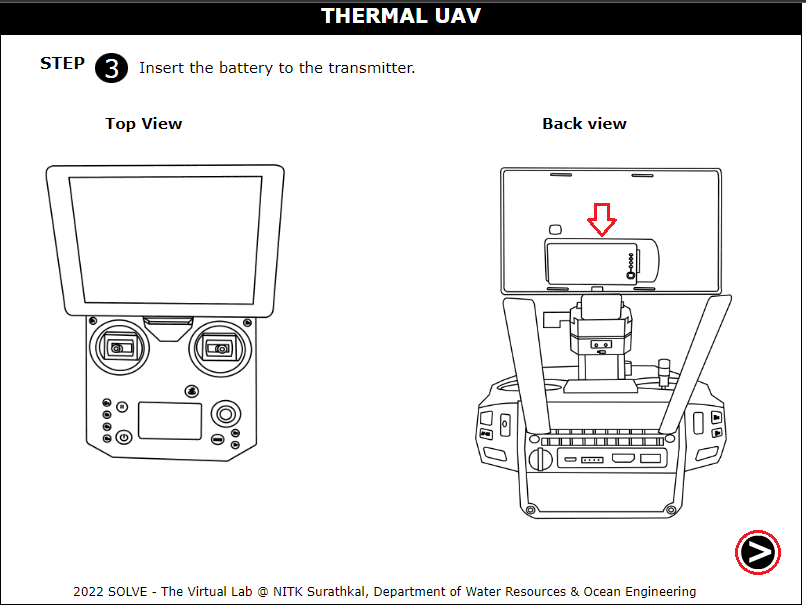 THERMAL UAV
STEP 3 Insert the battery to the transmitter.
Top View
Back view
2022 SOLVE - The Virtual Lab @ NITK Surathkal, Department of Water Resources & Ocean Engineering